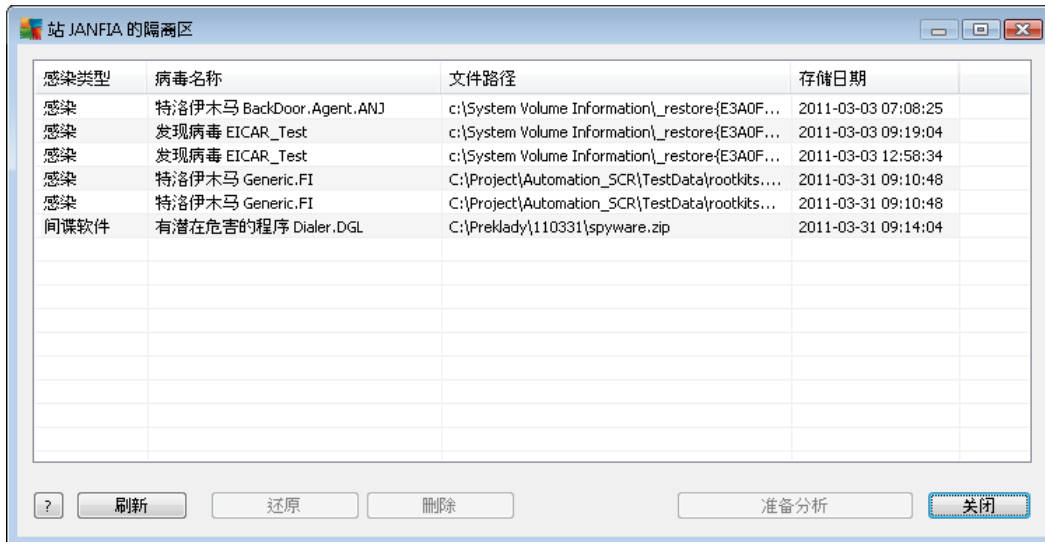 站 JANFIA 的隔离区
感染类型 病毒名称 文件路径 存储日期
感染 特洛伊木马 BackDoor.Agent.ANJ c:\System Volume Information\_restore{E3A0F... 2011-03-03 07:08:25
感染 发现病毒 EICAR_Test c:\System Volume Information\_restore{E3A0F... 2011-03-03 09:19:04
感染 发现病毒 EICAR_Test c:\System Volume Information\_restore{E3A0F... 2011-03-03 12:58:34
感染 特洛伊木马 Generic.FI C:\Project\Automation_SCR\TestData\rootkits.... 2011-03-31 09:10:48
感染 特洛伊木马 Generic.FI C:\Project\Automation_SCR\TestData\rootkits... 2011-03-31 09:10:48
间谍软件 有潜在危害的程序 Dialer.DGL C:\Preklady\110331\spyware.zip 2011-03-31 09:14:04
? 刷新 还原 删除 准备分析 关闭